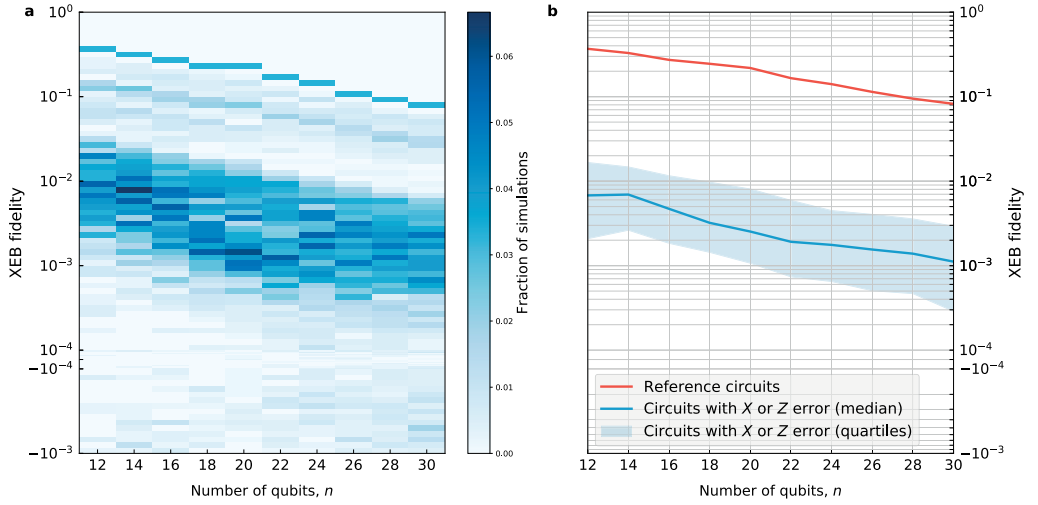 a
10⁰
10⁻¹
10⁻²
10⁻³
10⁻⁴
−10⁻⁴
−10⁻³
XEB fidelity
12 14 16 18 20 22 24 26 28 30
Number of qubits, n
0.06
0.05
0.04
0.03
0.02
0.01
0.00
Fraction of simulations
b
10⁰
10⁻¹
10⁻²
10⁻³
10⁻⁴
−10⁻⁴
−10⁻³
XEB fidelity
Reference circuits
Circuits with X or Z error (median)
Circuits with X or Z error (quartiles)
12 14 16 18 20 22 24 26 28 30
Number of qubits, n